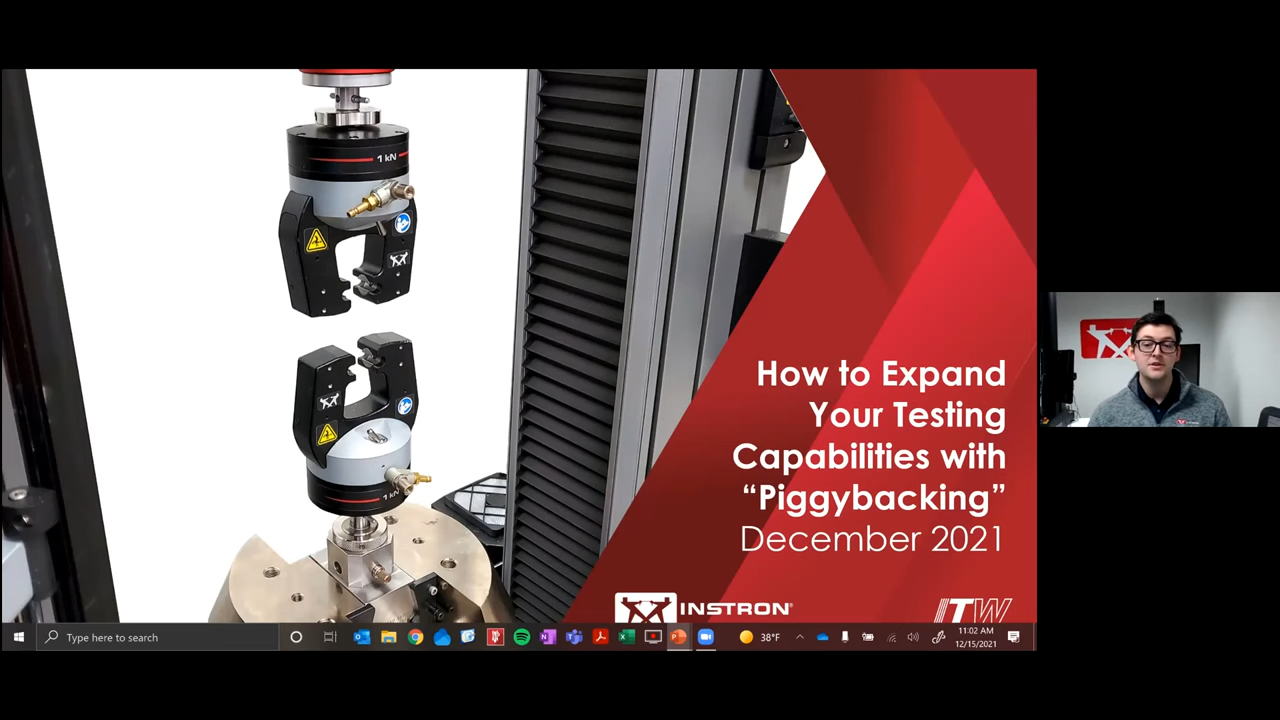 1 kN
1 kN
How to Expand
Your Testing
Capabilities with
“Piggybacking”
December 2021
INSTRON®
ITW
Type here to search
38°F
11:02 AM
12/15/2021